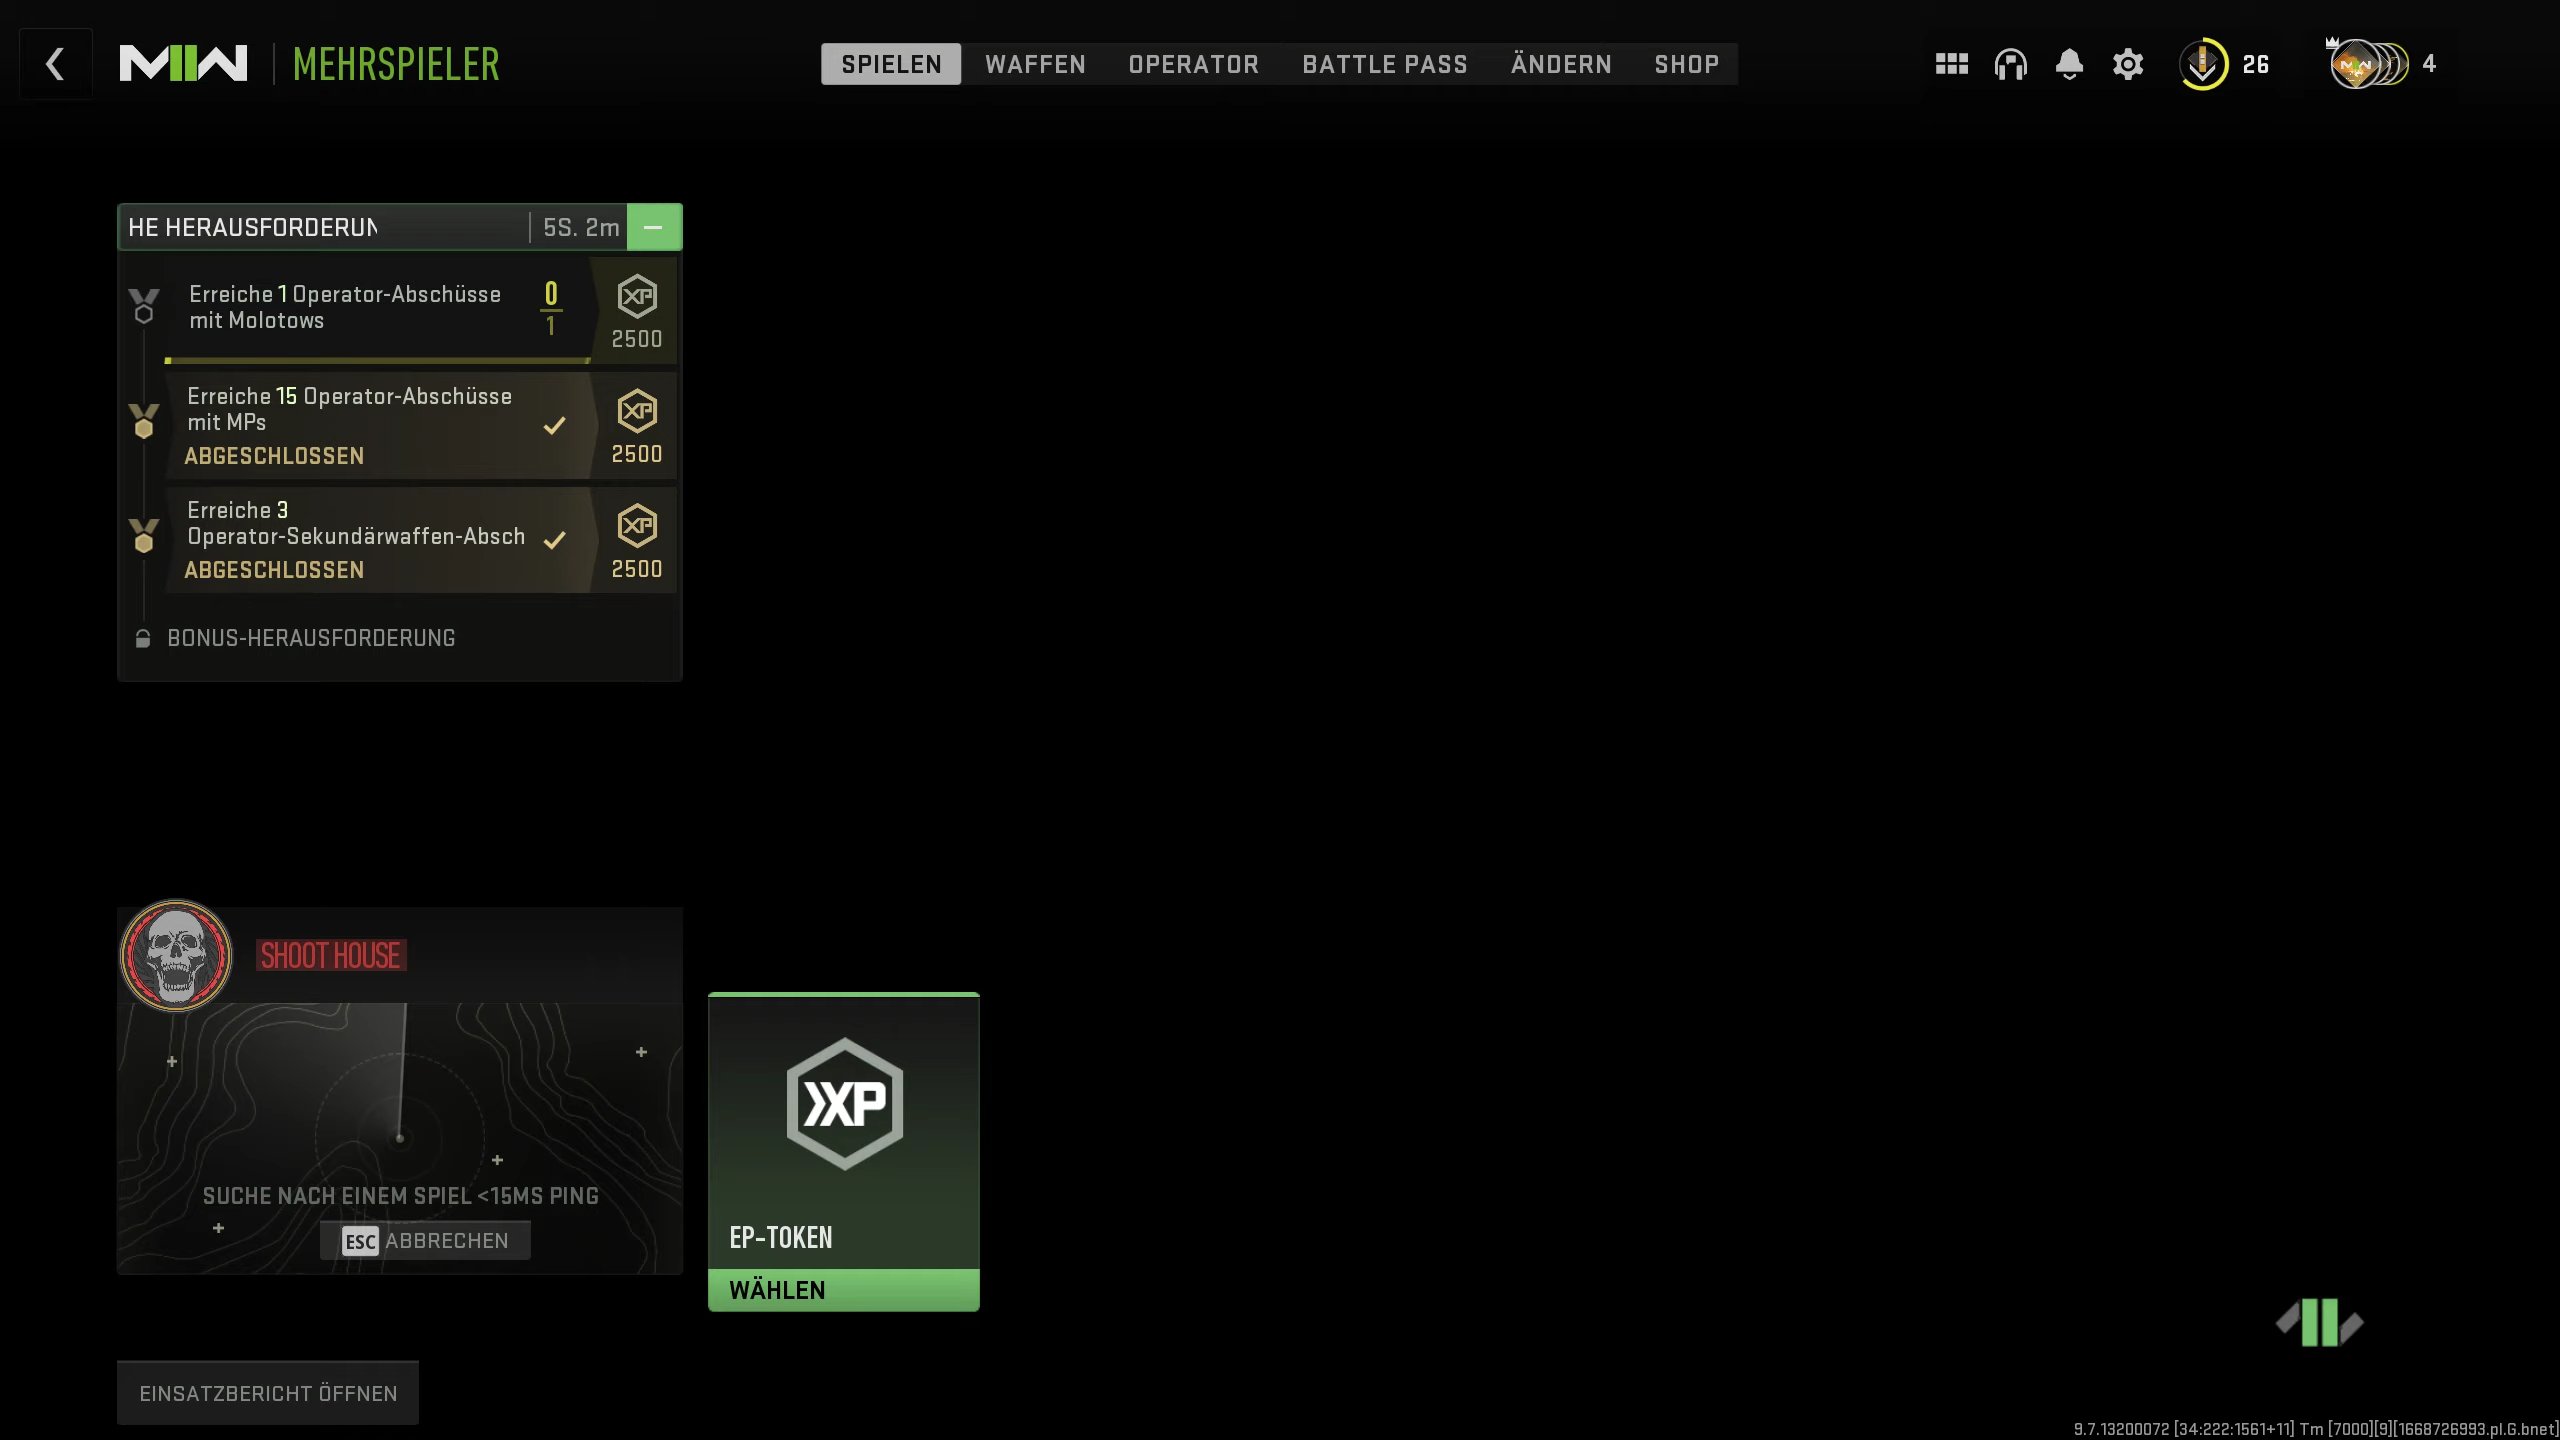 MW
MEHRSPIELER
SPIELEN WAFFEN OPERATOR BATTLE PASS ÄNDERN SHOP
26
4
HE HERAUSFORDERUN
5S. 2m
Erreiche 1 Operator-Abschüsse
mit Molotows
0
1
XP
2500
Erreiche 15 Operator-Abschüsse
mit MPs
ABGESCHLOSSEN
XP
2500
Erreiche 3
Operator-Sekundärwaffen-Absch
ABGESCHLOSSEN
XP
2500
BONUS-HERAUSFORDERUNG
SHOOT HOUSE
SUCHE NACH EINEM SPIEL <15MS PING
ESC ABBRECHEN
XP
EP-TOKEN
WÄHLEN
EINSATZBERICHT ÖFFNEN
9.7.13200072 [34:222:1561+11] Tm [7000][9][1668726993.pl.G.bnet]